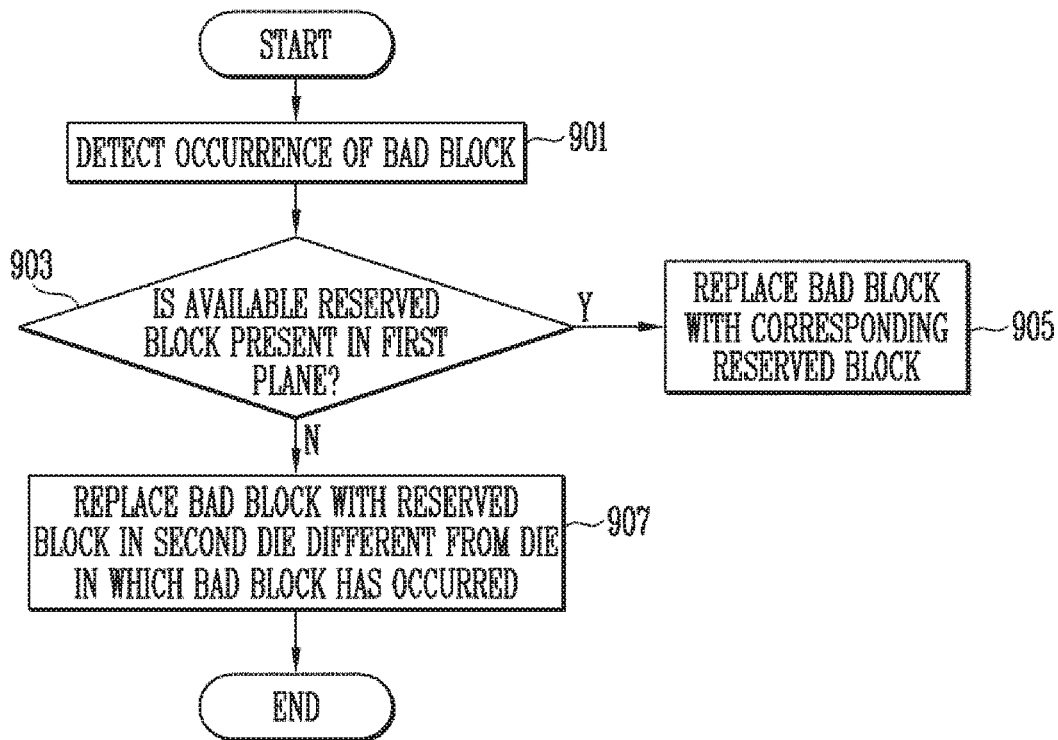 START
DETECT OCCURRENCE OF BAD BLOCK
901
903
IS AVAILABLE RESERVED
BLOCK PRESENT IN FIRST
PLANE?
Y
REPLACE BAD BLOCK
WITH CORRESPONDING
RESERVED BLOCK
905
N
REPLACE BAD BLOCK WITH RESERVED
BLOCK IN SECOND DIE DIFFERENT FROM DIE
IN WHICH BAD BLOCK HAS OCCURRED
907
END